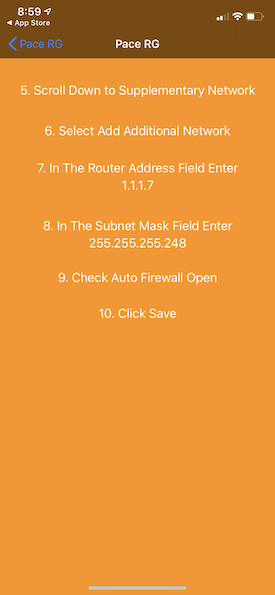 8:59
App Store
Pace RG
Pace RG
5. Scroll Down to Supplementary Network
6. Select Add Additional Network
7. In The Router Address Field Enter
1.1.1.7
8. In The Subnet Mask Field Enter
255.255.255.248
9. Check Auto Firewall Open
10. Click Save